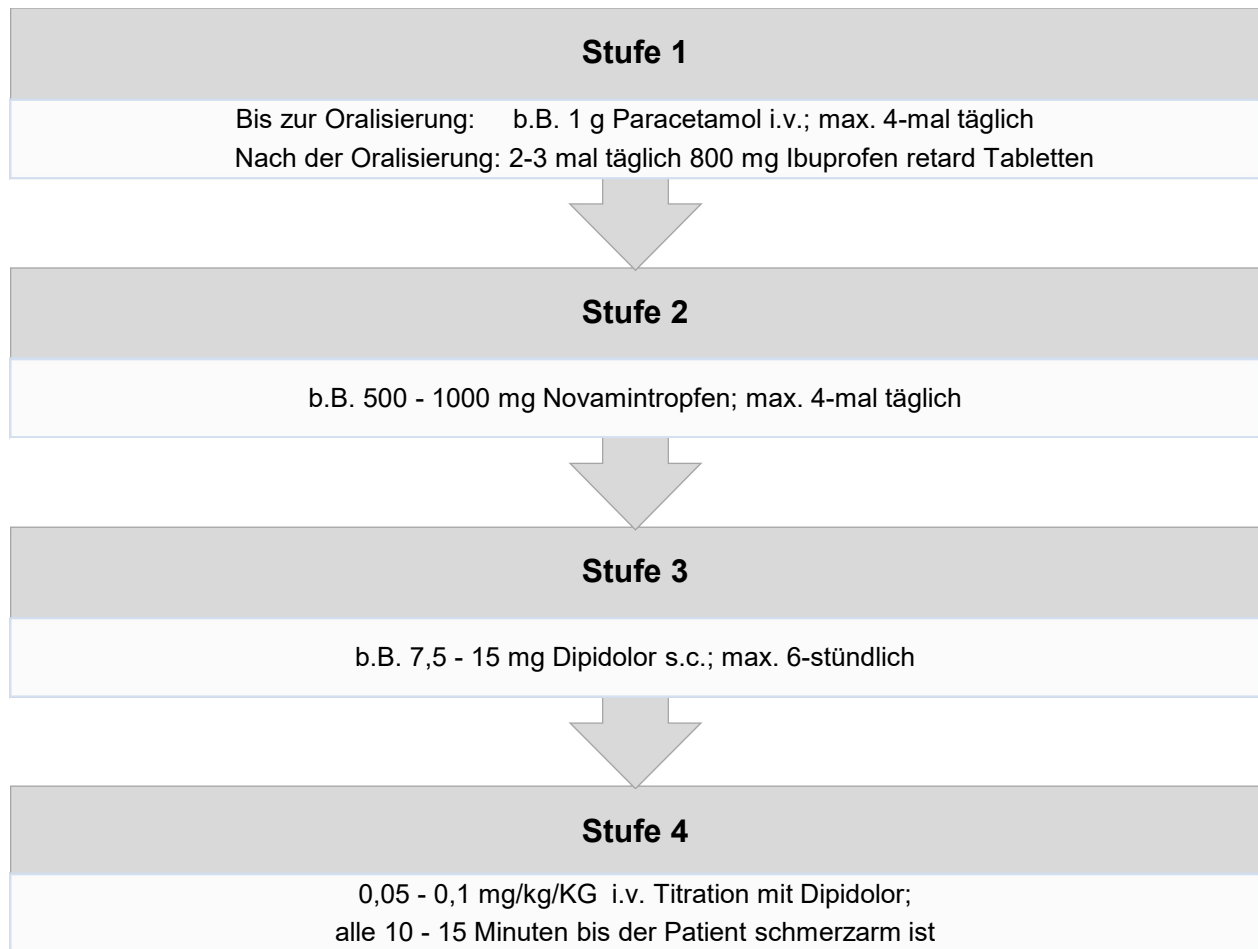 Stufe 1
Bis zur Oralisierung: b.B. 1 g Paracetamol i.v.; max. 4-mal täglich
Nach der Oralisierung: 2-3 mal täglich 800 mg Ibuprofen retard Tabletten
Stufe 2
b.B. 500 - 1000 mg Novamintropfen; max. 4-mal täglich
Stufe 3
b.B. 7,5 - 15 mg Dipidolor s.c.; max. 6-stündlich
Stufe 4
0,05 - 0,1 mg/kg/KG i.v. Titration mit Dipidolor;
alle 10 - 15 Minuten bis der Patient schmerzarm ist